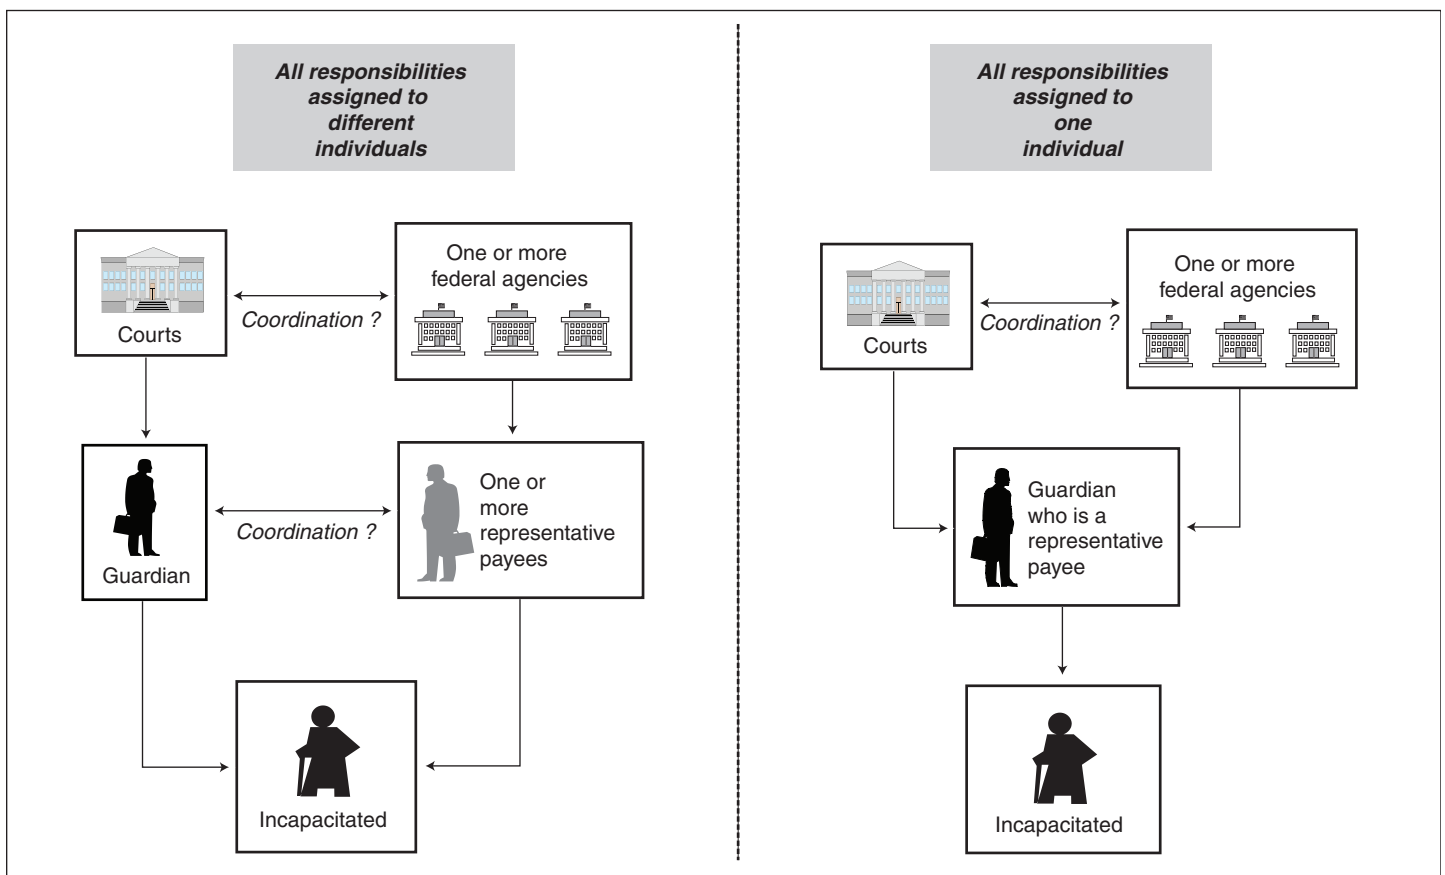 All responsibilities
assigned to
different
individuals
Courts
Coordination ?
One or more
federal agencies
Guardian
Coordination ?
One or
more
representative
payees
Incapacitated
All responsibilities
assigned to
one
individual
Courts
Coordination ?
One or more
federal agencies
Guardian
who is a
representative
payee
Incapacitated